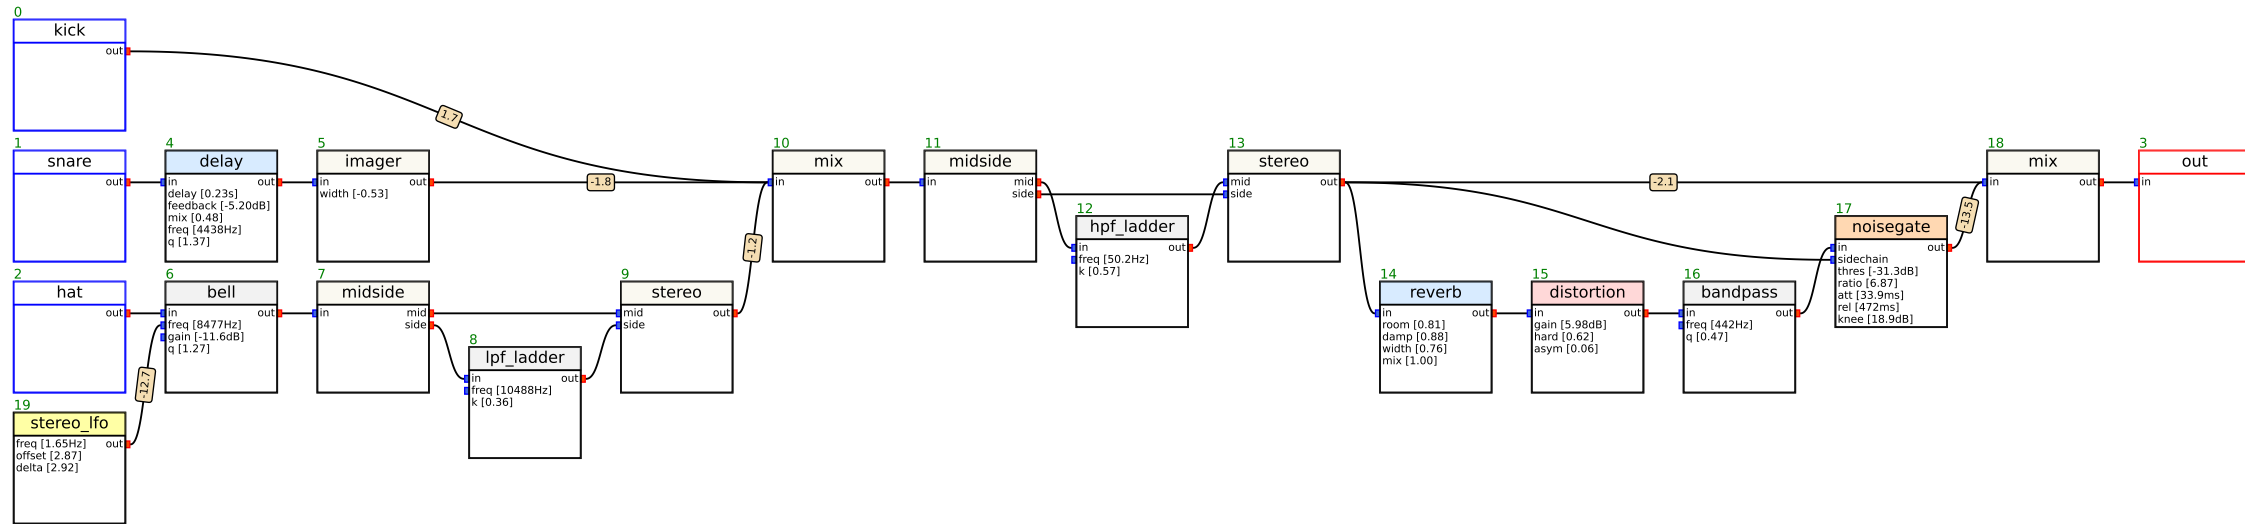 0
kick
out
1.7
1
snare
out
4
delay
in out
delay [0.23s]
feedback [-5.20dB]
mix [0.48]
freq [4438Hz]
q [1.37]
5
imager
in out
width [-0.53]
-1.8
2
hat
out
19
stereo_lfo
freq [1.65Hz] out
offset [2.87]
delta [2.92]
-12.7
6
bell
in out
freq [8477Hz]
gain [-11.6dB]
q [1.27]
7
midside
in mid
side
8
lpf_ladder
in out
freq [10488Hz]
k [0.36]
9
stereo
mid out
side
-1.2
10
mix
in out
11
midside
in mid
side
12
hpf_ladder
in out
freq [50.2Hz]
k [0.57]
13
stereo
mid out
side
-2.1
14
reverb
in out
room [0.81]
damp [0.88]
width [0.76]
mix [1.00]
15
distortion
in out
gain [5.98dB]
hard [0.62]
asym [0.06]
16
bandpass
in out
freq [442Hz]
q [0.47]
17
noisegate
in out
sidechain
thres [-31.3dB]
ratio [6.87]
att [33.9ms]
rel [472ms]
knee [18.9dB]
-13.5
18
mix
in out
3
out
in